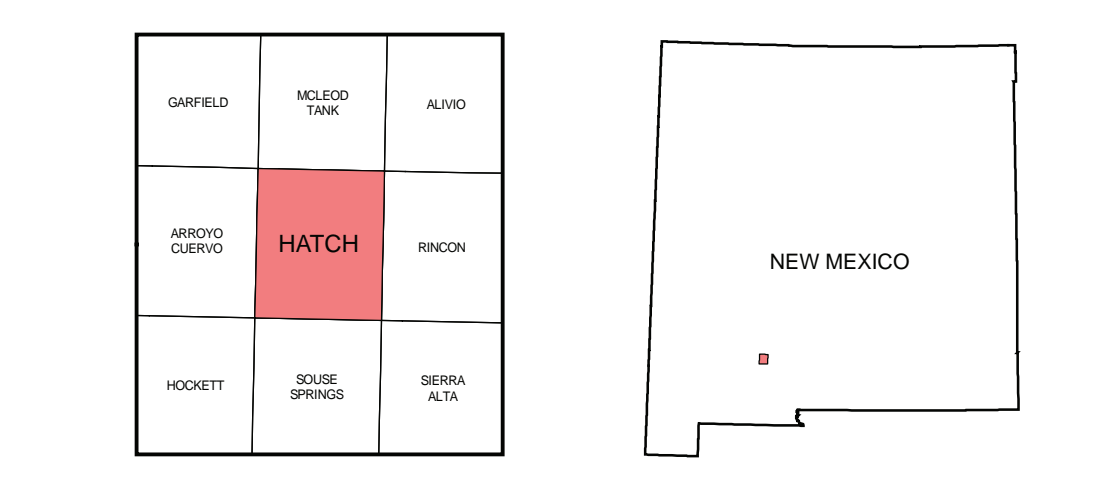 GARFIELD
MCLEOD
TANK
ALIVIO
ARROYO
CUERVO
HATCH
RINCON
HOCKETT
SOUSE
SPRINGS
SIERRA
ALTA
NEW MEXICO